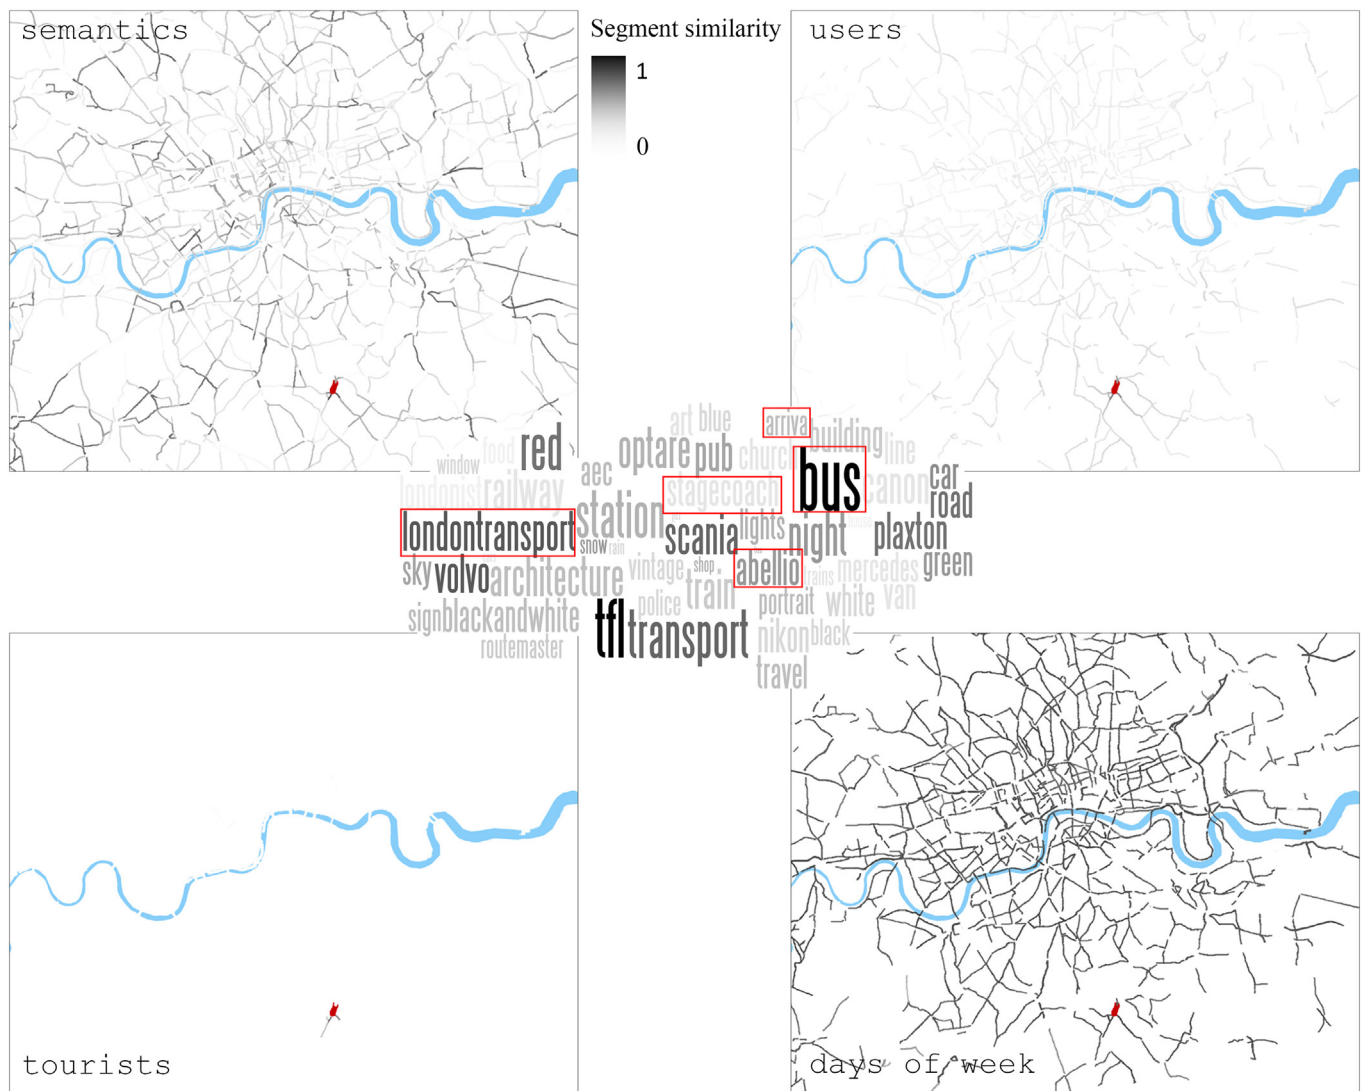 semantics
Segment similarity
1
0
users
art blue
arriva
food red
optare pub church
building line
window
aec
londonist railway
stagecoach
bus canon
car
road
londontransport station
scania lights night
plaxton
snow rain
sky volvo architecture
vintage shop
abellio
trains mercedes green
police train
portrait white van
sign blackandwhite
tfl transport
nikon black
routemaster
travel
tourists
days of week